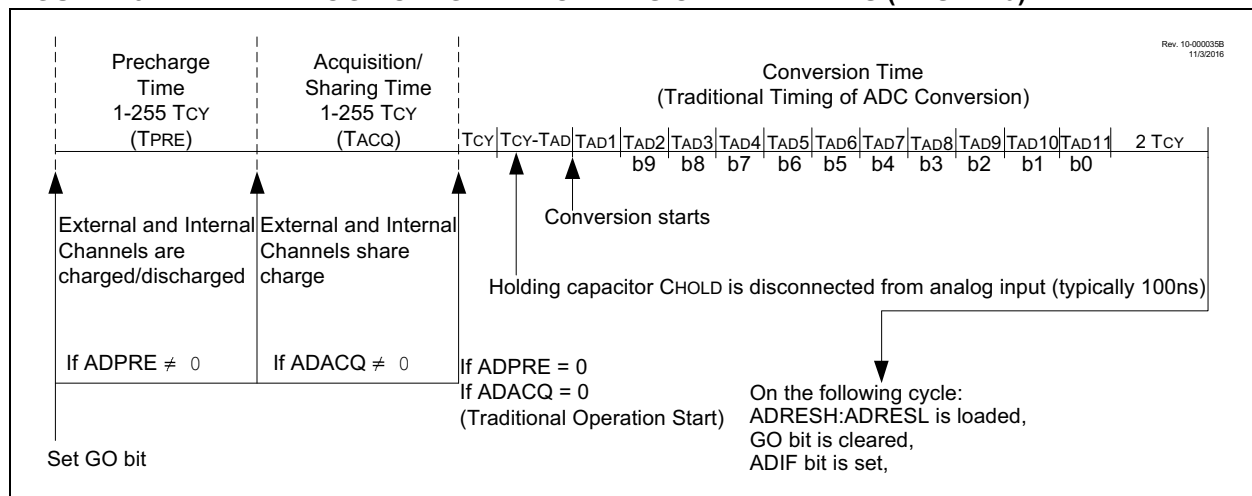 Rev. 10-000035B
11/3/2016
Precharge
Time
1-255 TCY
(TPRE)
Acquisition/
Sharing Time
1-255 TCY
(TACQ)
Conversion Time
(Traditional Timing of ADC Conversion)
TCY TCY-TAD TAD1 TAD2 TAD3 TAD4 TAD5 TAD6 TAD7 TAD8 TAD9 TAD10 TAD11 2 TCY
b9 b8 b7 b6 b5 b4 b3 b2 b1 b0
External and Internal
Channels are
charged/discharged
External and Internal
Channels share
charge
Conversion starts
Holding capacitor CHOLD is disconnected from analog input (typically 100ns)
If ADPRE ≠ 0
If ADACQ ≠ 0
If ADPRE = 0
If ADACQ = 0
(Traditional Operation Start)
On the following cycle:
ADRESH:ADRESL is loaded,
GO bit is cleared,
ADIF bit is set,
Set GO bit